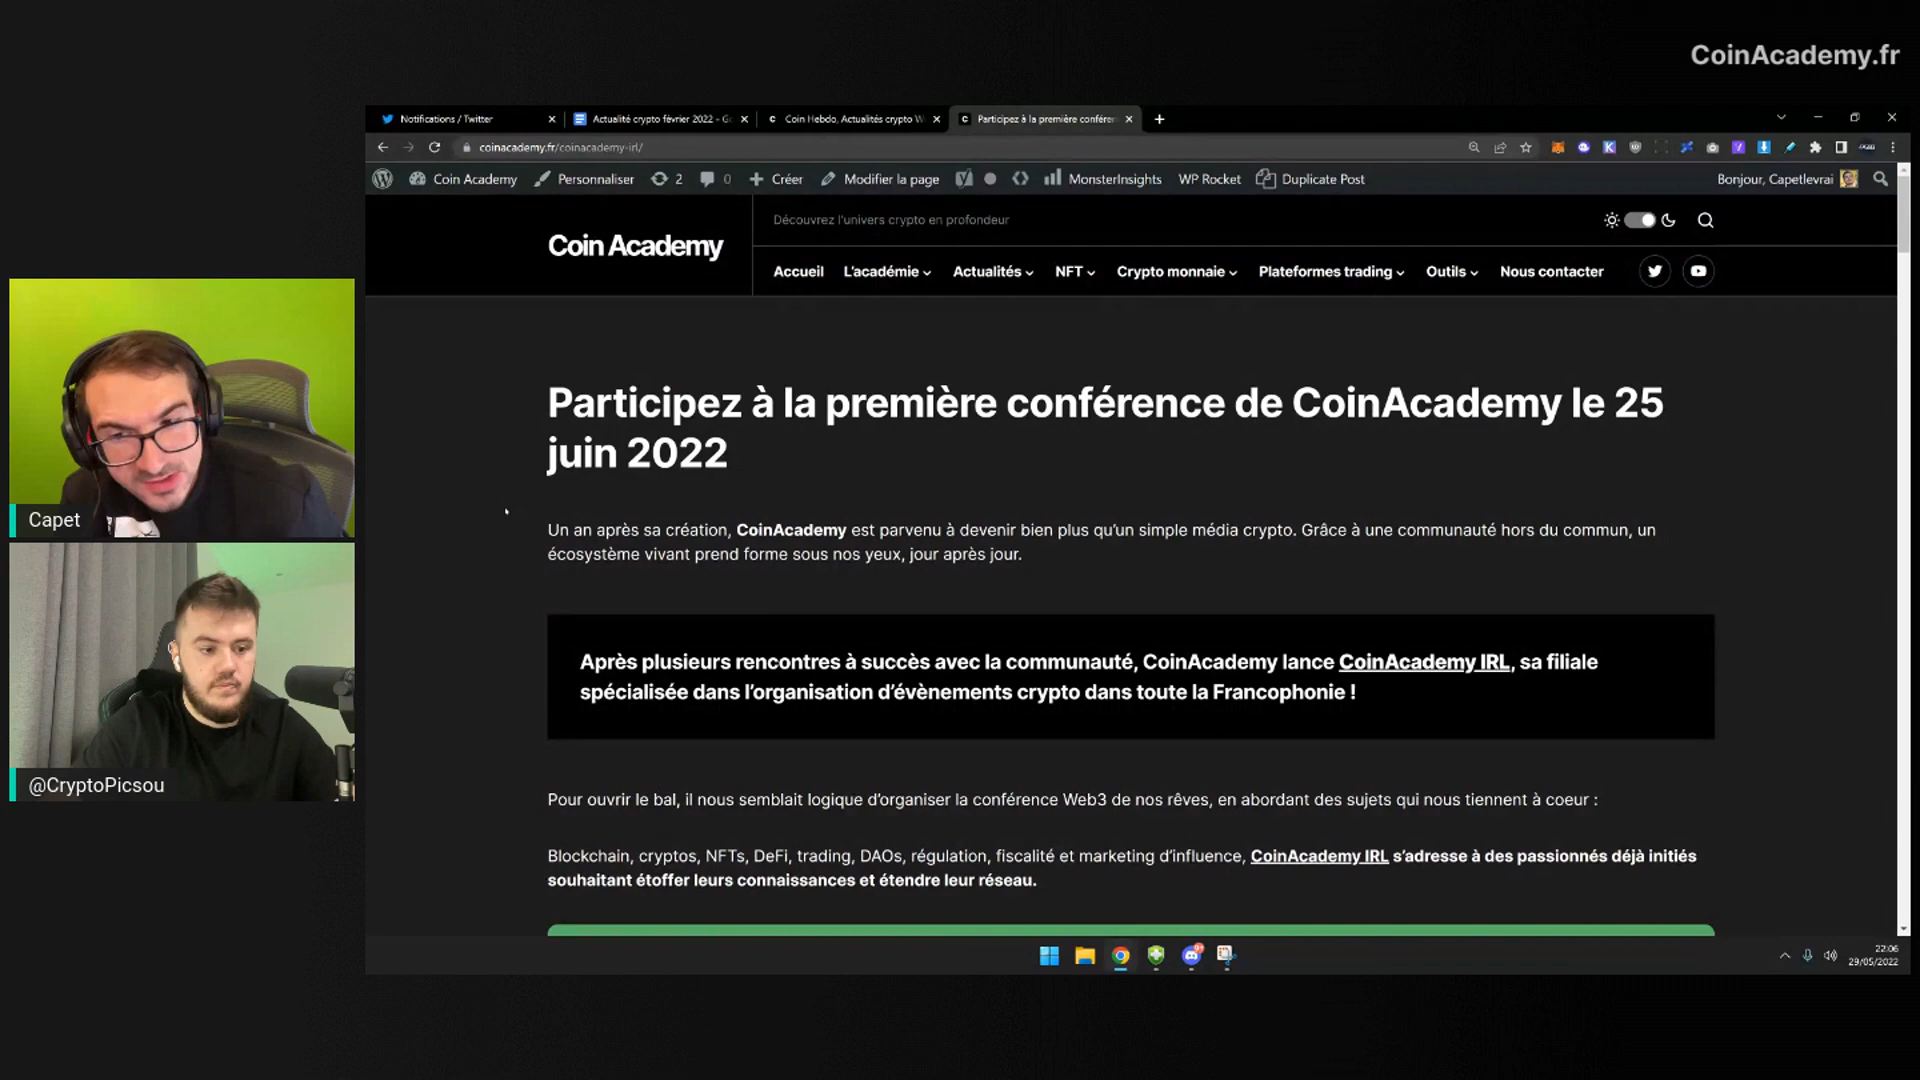 CoinAcademy.fr
Notifications / Twitter
Actualité crypto février 2022 - Go
Coin Hebdo, Actualités crypto W
Participez à la première conféren
coinacademy.fr/coinacademy-irl/
Coin Academy
Personnaliser
2
0
Créer
Modifier la page
MonsterInsights
WP Rocket
Duplicate Post
Bonjour, Capetlevrai
Coin Academy
Découvrez l'univers crypto en profondeur
Accueil
L'académie
Actualités
NFT
Crypto monnaie
Plateformes trading
Outils
Nous contacter
Participez à la première conférence de CoinAcademy le 25
juin 2022
Un an après sa création, CoinAcademy est parvenu à devenir bien plus qu'un simple média crypto. Grâce à une communauté hors du commun, un
écosystème vivant prend forme sous nos yeux, jour après jour.
Après plusieurs rencontres à succès avec la communauté, CoinAcademy lance CoinAcademy IRL, sa filiale
spécialisée dans l'organisation d'évènements crypto dans toute la Francophonie !
Pour ouvrir le bal, il nous semblait logique d'organiser la conférence Web3 de nos rêves, en abordant des sujets qui nous tiennent à coeur :
Blockchain, cryptos, NFTs, DeFi, trading, DAOs, régulation, fiscalité et marketing d'influence, CoinAcademy IRL s'adresse à des passionnés déjà initiés
souhaitant étoffer leurs connaissances et étendre leur réseau.
Capet
@CryptoPicsou
22:06
29/05/2022